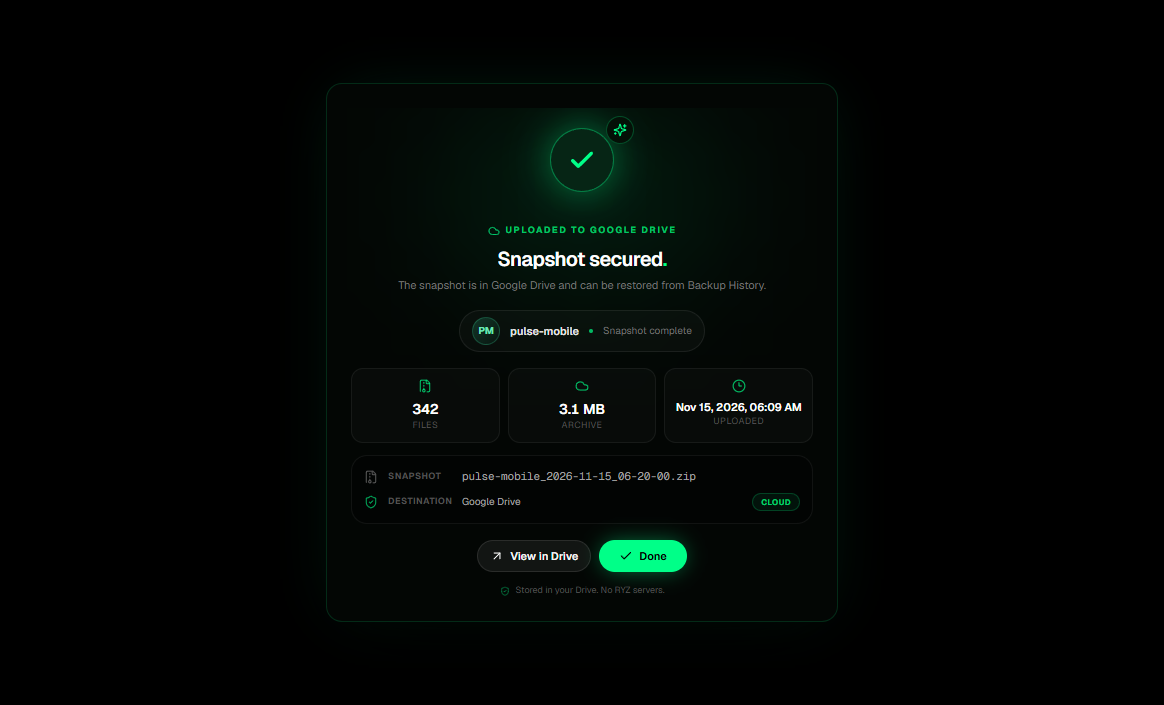 UPLOADED TO GOOGLE DRIVE
Snapshot secured.
The snapshot is in Google Drive and can be restored from Backup History.
PM pulse-mobile • Snapshot complete
342
FILES
3.1 MB
ARCHIVE
Nov 15, 2026, 06:09 AM
UPLOADED
SNAPSHOT pulse-mobile_2026-11-15_06-20-00.zip
DESTINATION Google Drive CLOUD
View in Drive Done
Stored in your Drive. No RYZ servers.